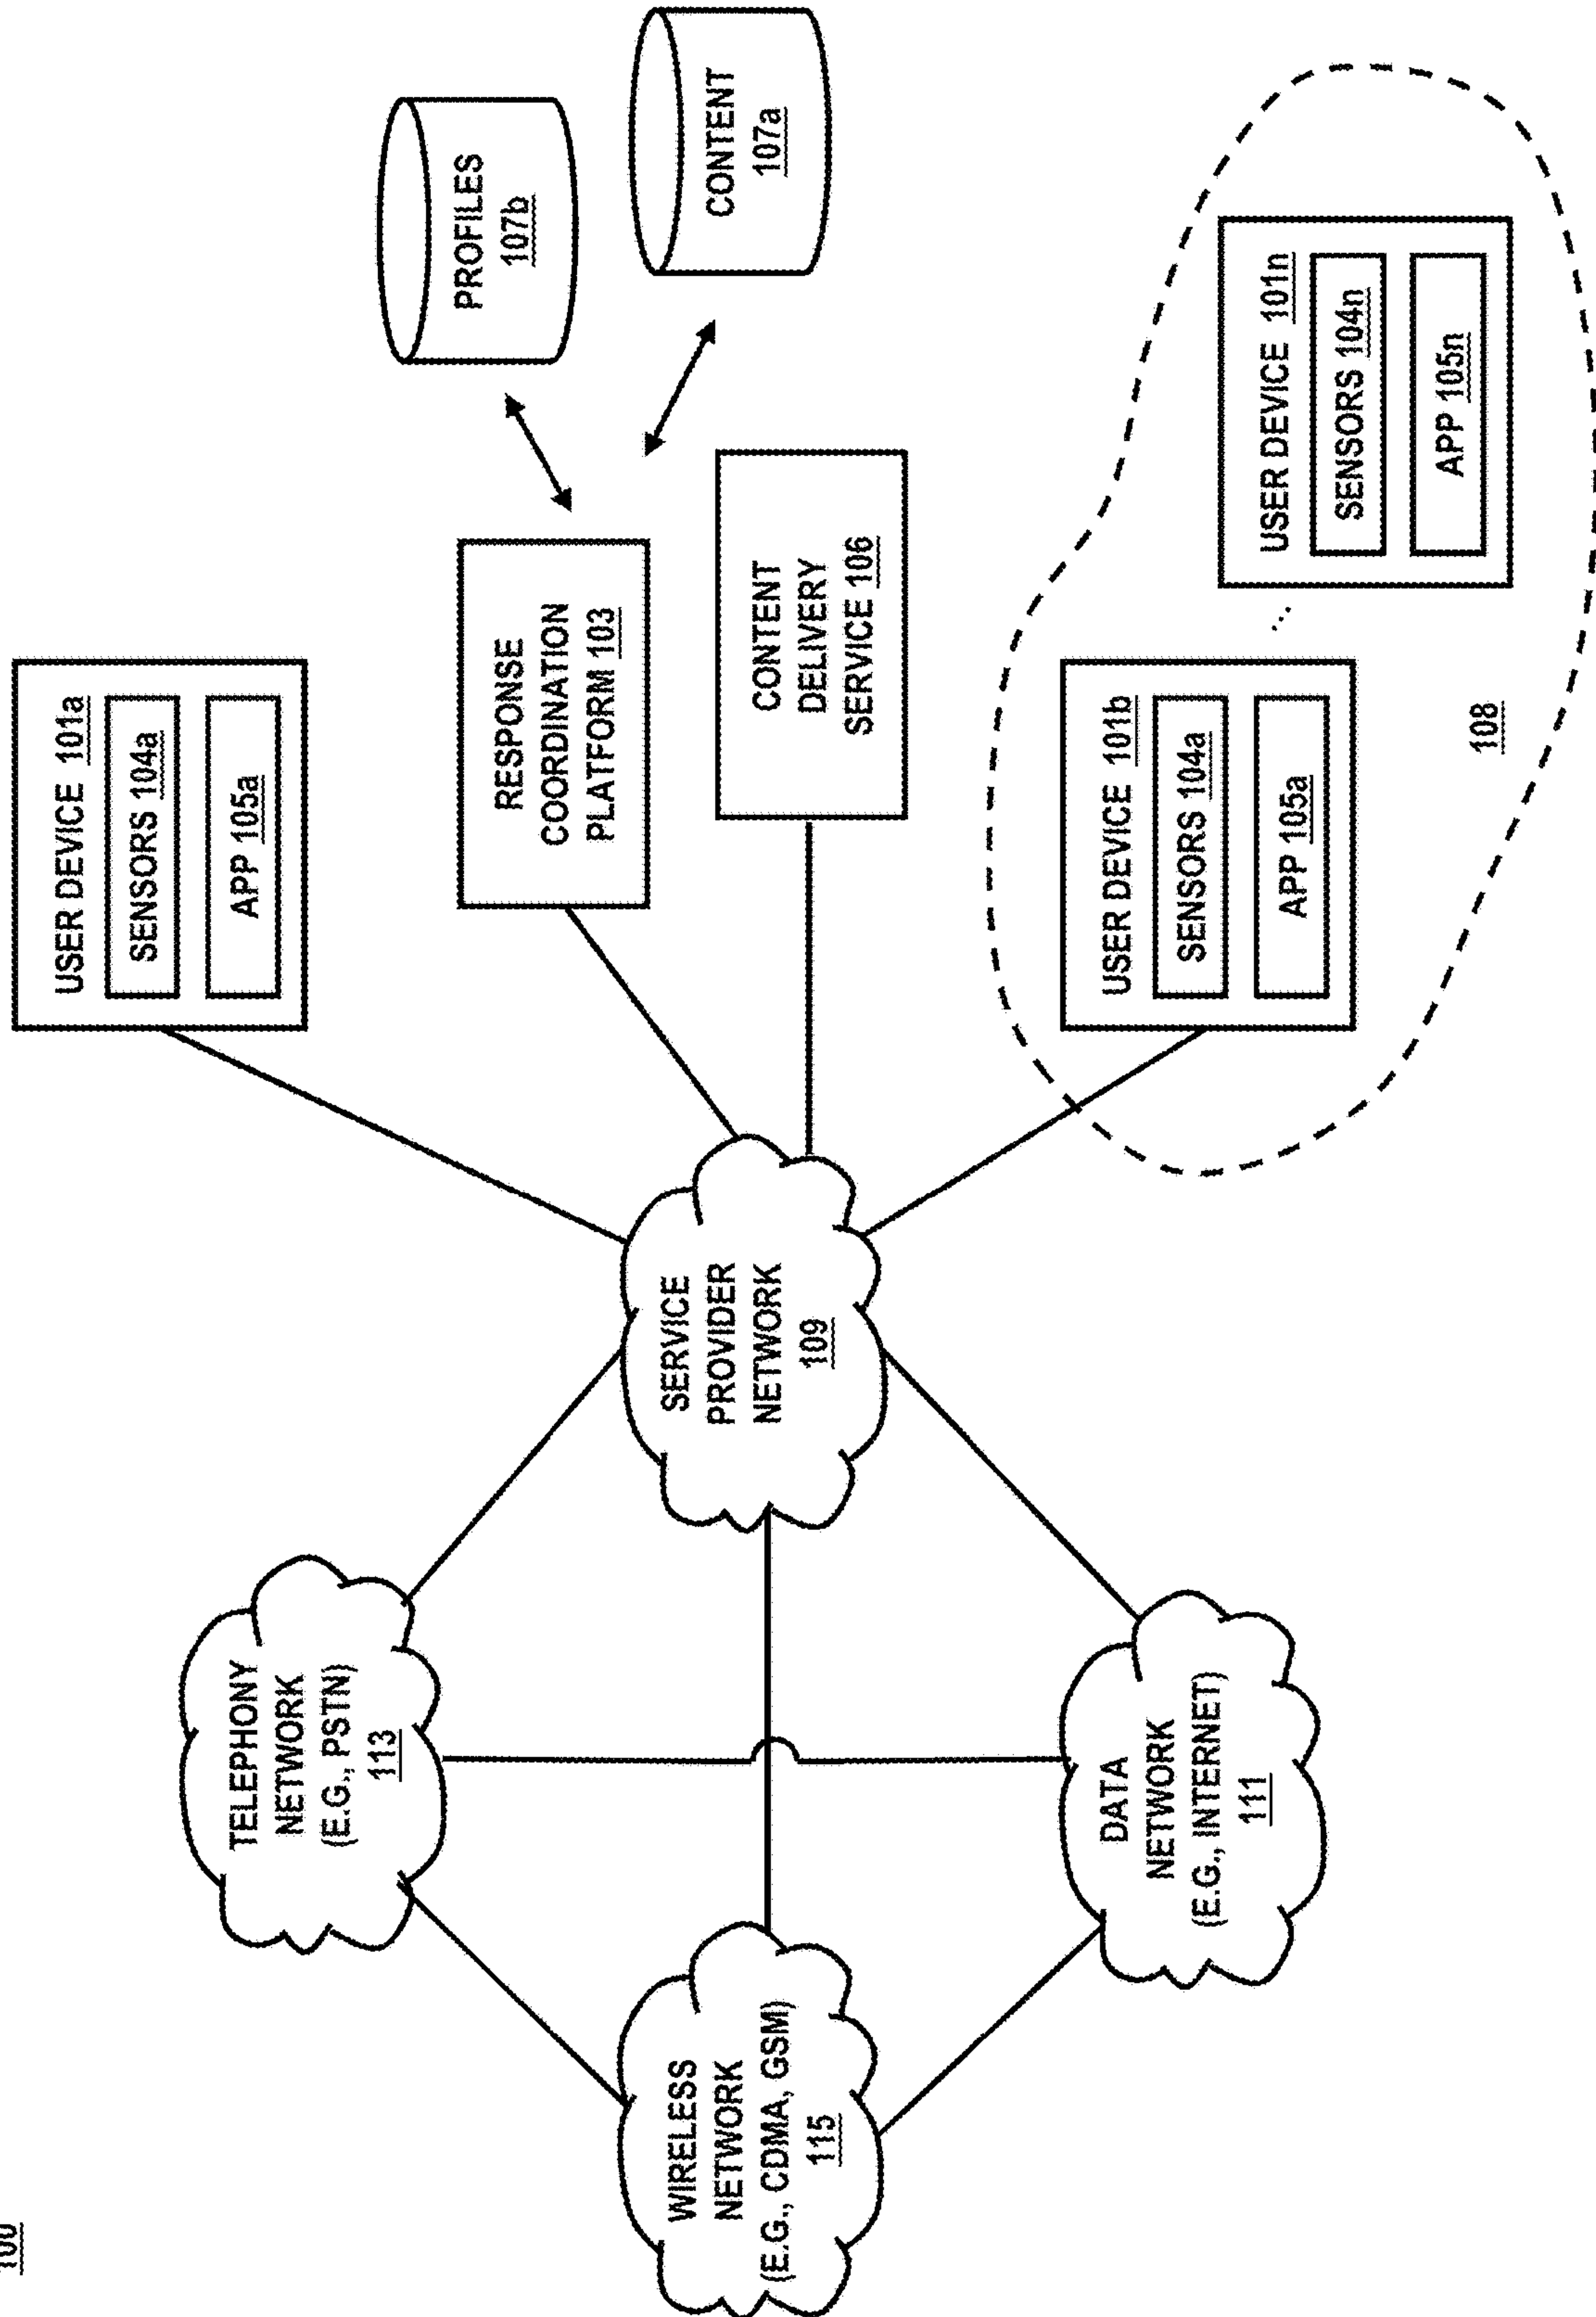 100
USER DEVICE 101a
SENSORS 104a
APP 105a
PROFILES
107b
TELEPHONY
NETWORK
(E.G., PSTN)
113
RESPONSE
COORDINATION
PLATFORM 103
CONTENT
107a
WIRELESS
NETWORK
(E.G., CDMA, GSM)
115
SERVICE
PROVIDER
NETWORK
109
CONTENT
DELIVERY
SERVICE 106
DATA
NETWORK
(E.G., INTERNET)
111
USER DEVICE 101b
SENSORS 104a
APP 105a
...
USER DEVICE 101n
SENSORS 104n
APP 105n
108